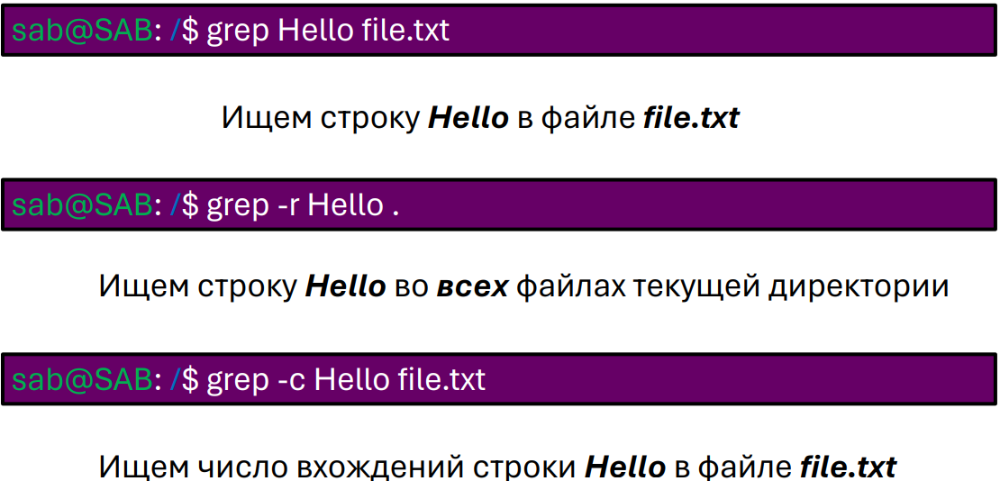 sab@SAB: /$ grep Hello file.txt
Ищем строку Hello в файле file.txt
sab@SAB: /$ grep -r Hello .
Ищем строку Hello во всех файлах текущей директории
sab@SAB: /$ grep -c Hello file.txt
Ищем число вхождений строки Hello в файле file.txt